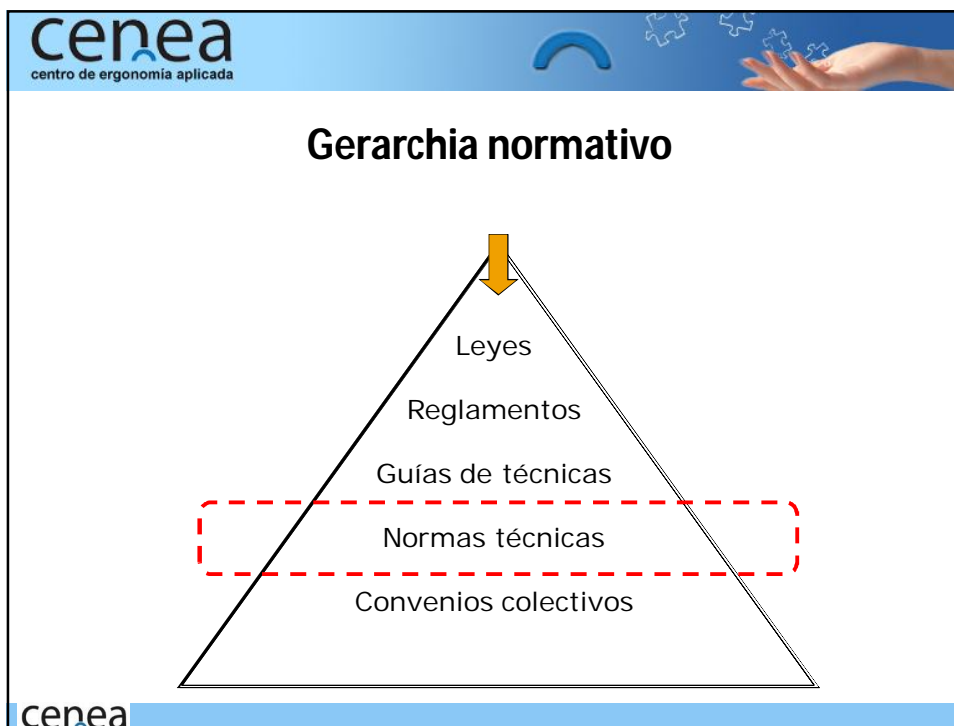 cenea
centro de ergonomía aplicada
Gerarchia normativo
Leyes
Reglamentos
Guías de técnicas
Normas técnicas
Convenios colectivos
cenea